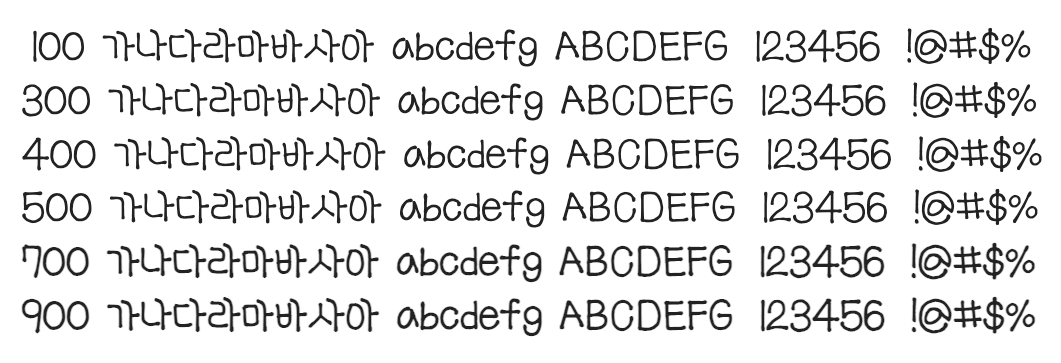 100 가나다라마바사아 abcdefg ABCDEFG 123456 !@#$%
300 가나다라마바사아 abcdefg ABCDEFG 123456 !@#$%
400 가나다라마바사아 abcdefg ABCDEFG 123456 !@#$%
500 가나다라마바사아 abcdefg ABCDEFG 123456 !@#$%
700 가나다라마바사아 abcdefg ABCDEFG 123456 !@#$%
900 가나다라마바사아 abcdefg ABCDEFG 123456 !@#$%